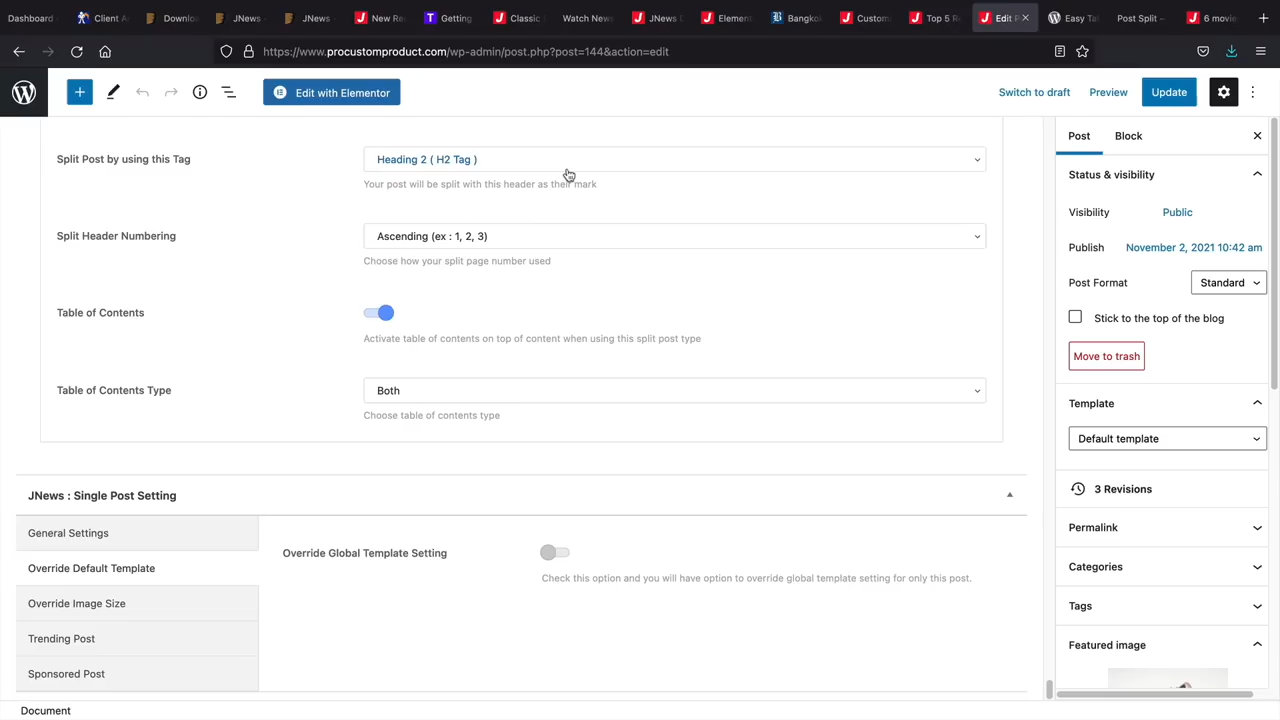 Dashboard
Client A
Downlo
JNews
JNews
New Re
Getting
Classic
Watch News
JNews
Elemen
Bangko
Custom
Top 5 R
Edit P
Easy Ta
Post Split –
6 movi
https://www.procustomproduct.com/wp-admin/post.php?post=144&action=edit
Edit with Elementor
Switch to draft
Preview
Update
Split Post by using this Tag
Heading 2 ( H2 Tag )
Your post will be split with this header as their mark
Split Header Numbering
Ascending (ex : 1, 2, 3)
Choose how your split page number used
Table of Contents
Activate table of contents on top of content when using this split post type
Table of Contents Type
Both
Choose table of contents type
JNews : Single Post Setting
General Settings
Override Default Template
Override Image Size
Trending Post
Sponsored Post
Override Global Template Setting
Check this option and you will have option to override global template setting for only this post.
Post
Block
Status & visibility
Visibility
Public
Publish
November 2, 2021 10:42 am
Post Format
Standard
Stick to the top of the blog
Move to trash
Template
Default template
3 Revisions
Permalink
Categories
Tags
Featured image
Document